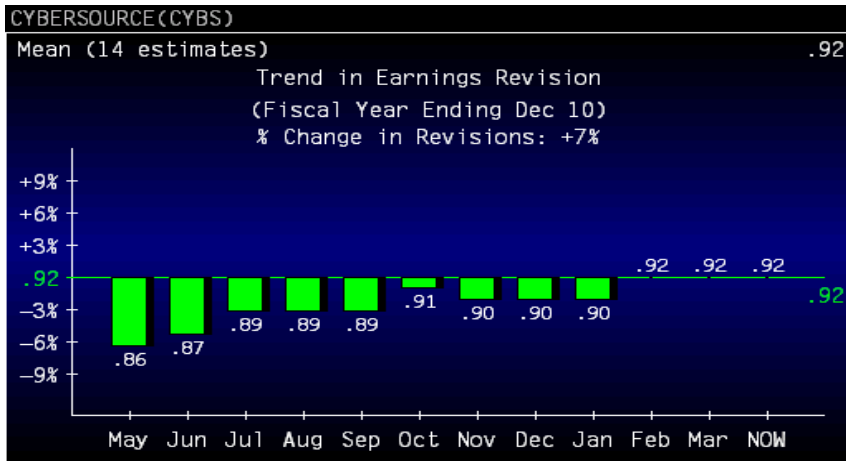 CYBERSOURCE(CYBS)
Mean (14 estimates) .92
Trend in Earnings Revision
(Fiscal Year Ending Dec 10)
% Change in Revisions: +7%
+9%
+6%
+3%
.92 .92 .92
.92
.92
-3%
.91
.90 .90 .90
.89 .89 .89
-6%
.87
.86
-9%
May Jun Jul Aug Sep Oct Nov Dec Jan Feb Mar NOW